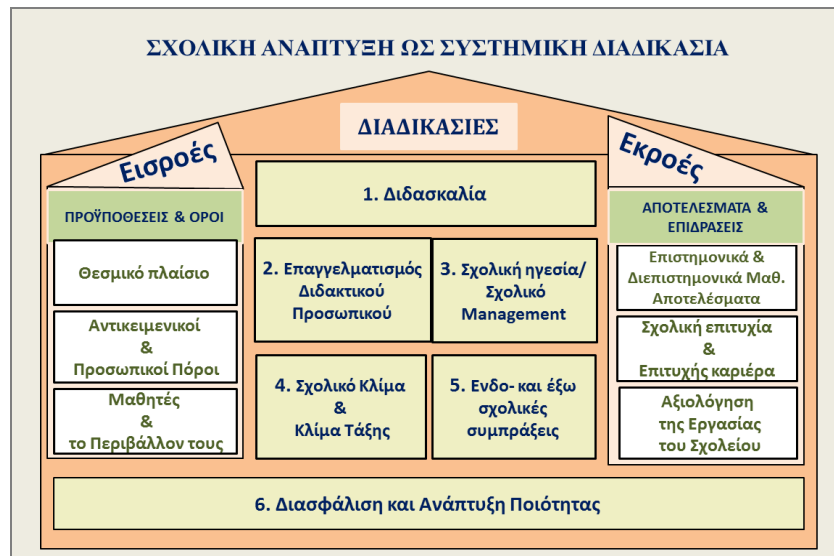 ΣΧΟΛΙΚΗ ΑΝΑΠΤΥΞΗ ΩΣ ΣΥΣΤΗΜΙΚΗ ΔΙΑΔΙΚΑΣΙΑ
ΔΙΑΔΙΚΑΣΙΕΣ
Εισροές
ΠΡΟΫΠΟΘΕΣΕΙΣ & ΟΡΟΙ
Θεσμικό πλαίσιο
Αντικειμενικοί
&
Προσωπικοί Πόροι
Μαθητές
&
το Περιβάλλον τους
1. Διδασκαλία
2. Επαγγελματισμός
Διδακτικού
Προσωπικού
3. Σχολική ηγεσία/
Σχολικό
Management
4. Σχολικό Κλίμα
&
Κλίμα Τάξης
5. Ενδο- και έξω
σχολικές
συμπράξεις
Εκροές
ΑΠΟΤΕΛΕΣΜΑΤΑ &
ΕΠΙΔΡΑΣΕΙΣ
Επιστημονικά &
Διεπιστημονικά Μαθ.
Αποτελέσματα
Σχολική επιτυχία
&
Επιτυχής καριέρα
Αξιολόγηση
της Εργασίας
του Σχολείου
6. Διασφάλιση και Ανάπτυξη Ποιότητας